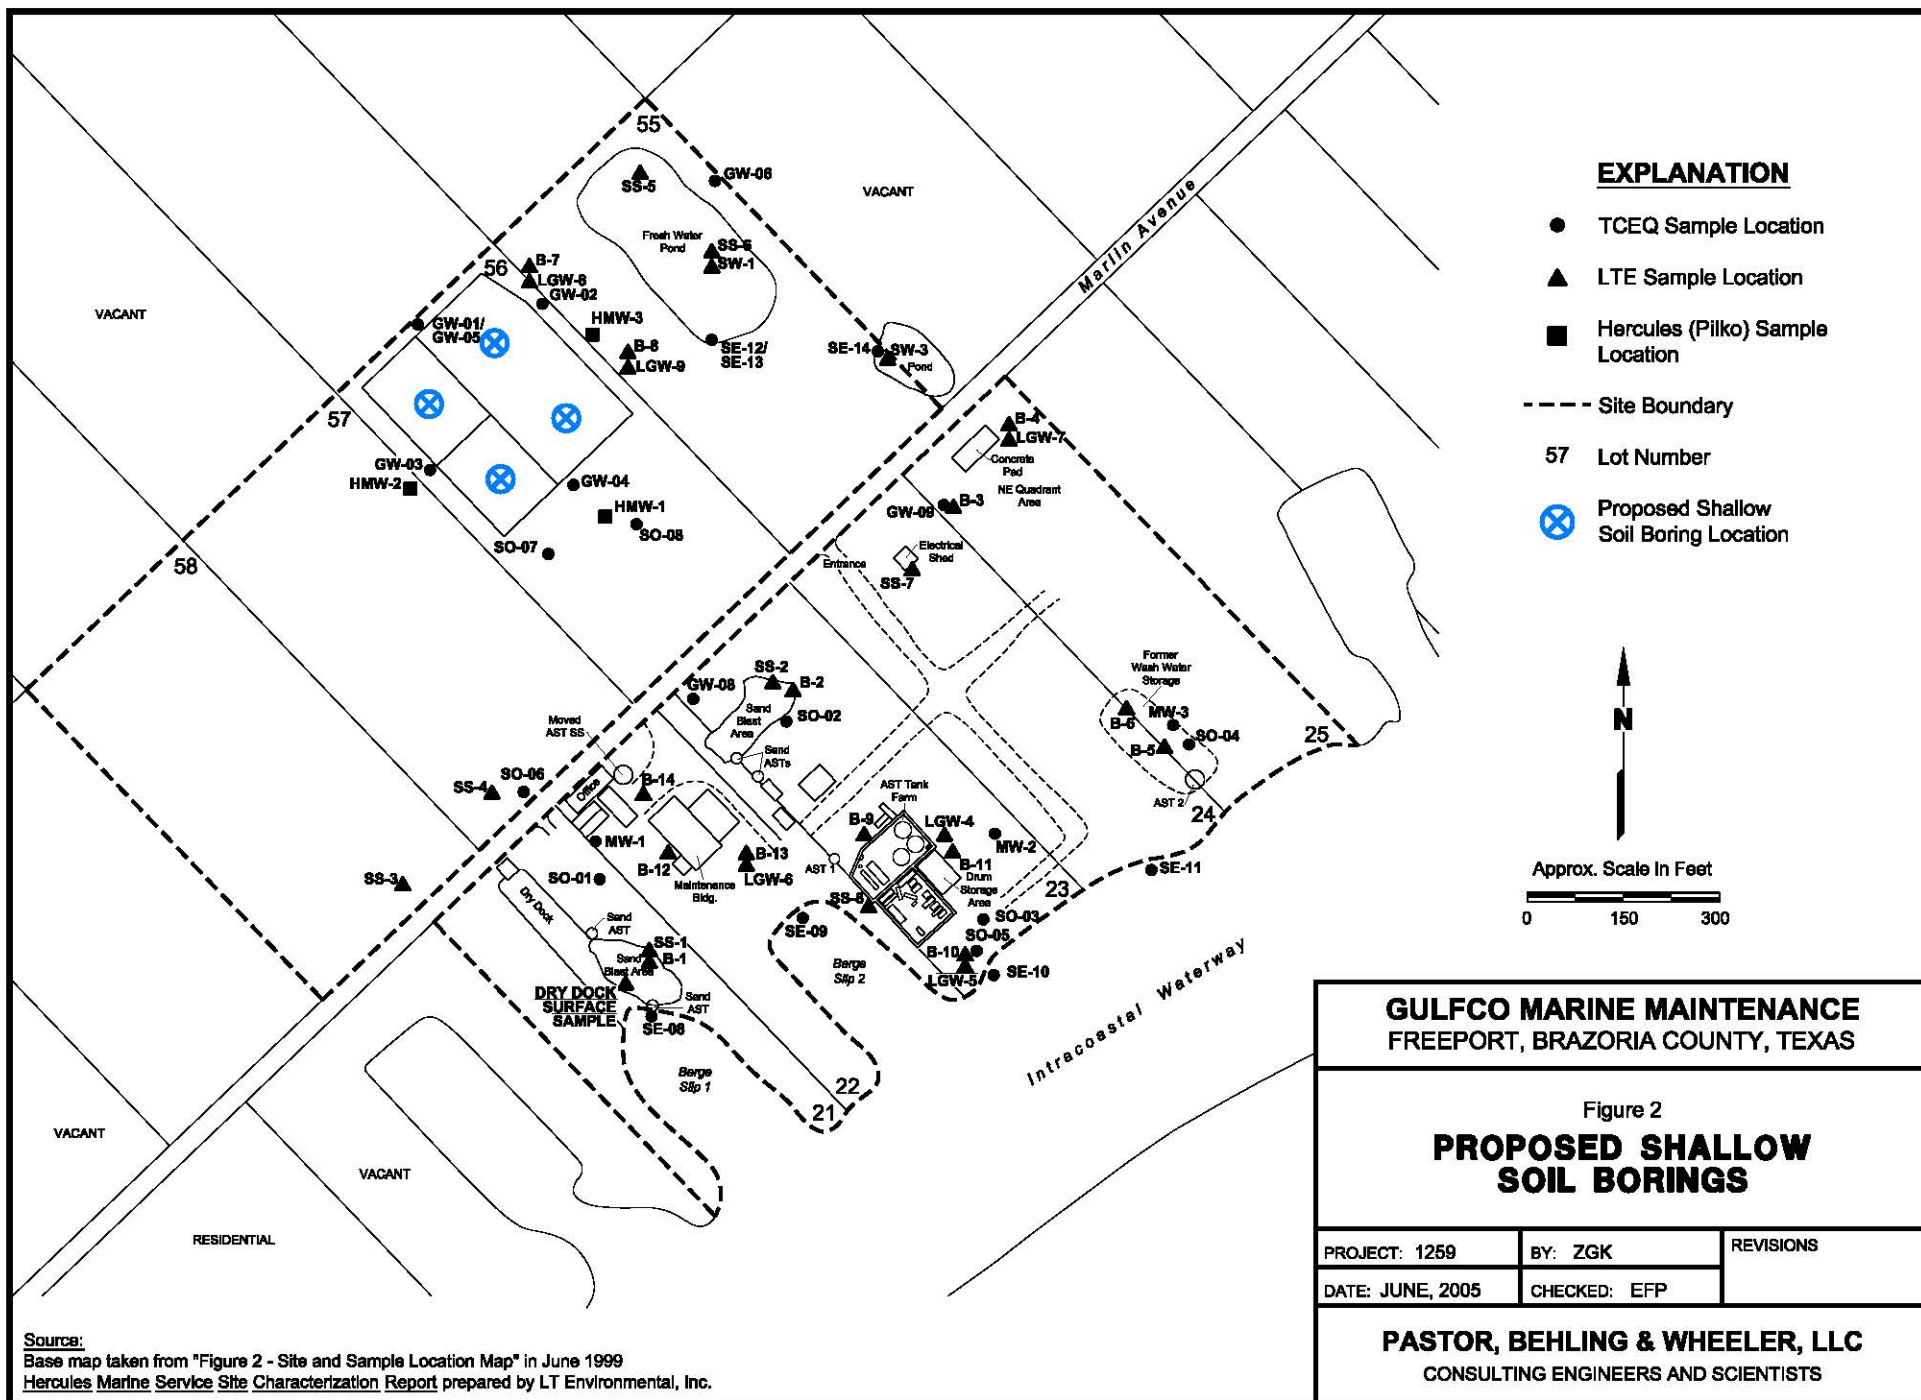 55
GW-06
SS-5
VACANT
Fresh Water
Pond
SS-6
SW-1
Marlin Avenue
56
B-7
LGW-8
GW-02
HMW-3
VACANT
GW-01/
GW-05
B-8
LGW-9
SE-12/
SE-13
SE-14
SW-3
Pond
57
B-4
LGW-7
Concrete
Pad
NE Quadrant
Area
GW-03
HMW-2
GW-04
HMW-1
SO-08
SO-07
GW-09
B-3
Electrical
Shed
Entrance
SS-7
58
Former
Wash Water
Storage
SS-2
B-2
GW-08
SO-02
Sand
Blast
Area
Moved
AST SS
Sand
ASTs
B-6
MW-3
SO-04
B-5
25
AST 2
24
SS-4
SO-06
Office
B-14
AST Tank
Farm
B-9
LGW-4
MW-2
B-11
Drum
Storage
Area
MW-1
B-12
B-13
LGW-6
AST 1
Maintenance
Bldg.
SE-11
23
SS-3
SO-01
Dry Dock
Sand
AST
SS-8
SE-09
SO-03
SO-05
B-10
LGW-5
SE-10
SS-1
B-1
Sand
Blast Area
Barge
Slip 2
DRY DOCK
SURFACE
SAMPLE
Sand
AST
SE-08
Barge
Slip 1
Intracoastal Waterway
22
21
VACANT
VACANT
RESIDENTIAL
EXPLANATION
TCEQ Sample Location
LTE Sample Location
Hercules (Pilko) Sample
Location
Site Boundary
57 Lot Number
Proposed Shallow
Soil Boring Location
N
Approx. Scale In Feet
0 150 300
GULFCO MARINE MAINTENANCE
FREEPORT, BRAZORIA COUNTY, TEXAS
Figure 2
PROPOSED SHALLOW
SOIL BORINGS
PROJECT: 1259
BY: ZGK
REVISIONS
DATE: JUNE, 2005
CHECKED: EFP
PASTOR, BEHLING & WHEELER, LLC
CONSULTING ENGINEERS AND SCIENTISTS
Source:
Base map taken from "Figure 2 - Site and Sample Location Map" in June 1999
Hercules Marine Service Site Characterization Report prepared by LT Environmental, Inc.